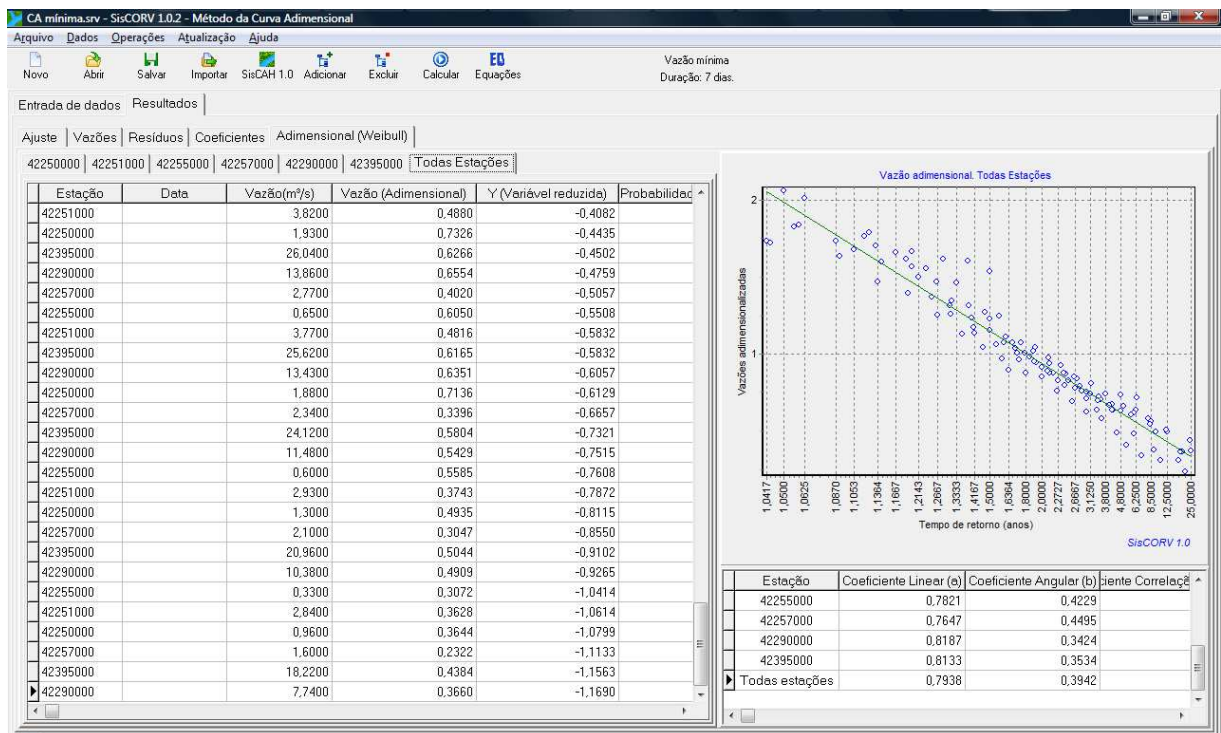 CA mínima.srv - SisCORV 1.0.2 - Método da Curva Adimensional
Arquivo Dados Operações Atualização Ajuda
Novo Abrir Salvar Importar SisCAH 1.0 Adicionar Excluir Calcular Equações
Vazão mínima
Duração: 7 dias.
Entrada de dados Resultados
Ajuste Vazões Resíduos Coeficientes Adimensional (Weibull)
42250000 42251000 42255000 42257000 42290000 42395000 Todas Estações
Estação Data Vazão(m³/s) Vazão (Adimensional) Y (Variável reduzida) Probabilidac
42251000 3,8200 0,4880 -0,4082
42250000 1,9300 0,7326 -0,4435
42395000 26,0400 0,6266 -0,4502
42290000 13,8600 0,6554 -0,4759
42257000 2,7700 0,4020 -0,5057
42255000 0,6500 0,6050 -0,5508
42251000 3,7700 0,4816 -0,5832
42395000 25,6200 0,6165 -0,5832
42290000 13,4300 0,6351 -0,6057
42250000 1,8800 0,7136 -0,6129
42257000 2,3400 0,3396 -0,6657
42395000 24,1200 0,5804 -0,7321
42290000 11,4800 0,5429 -0,7515
42255000 0,6000 0,5585 -0,7608
42251000 2,9300 0,3743 -0,7872
42250000 1,3000 0,4935 -0,8115
42257000 2,1000 0,3047 -0,8550
42395000 20,9600 0,5044 -0,9102
42290000 10,3800 0,4909 -0,9265
42255000 0,3300 0,3072 -1,0414
42251000 2,8400 0,3628 -1,0614
42250000 0,9600 0,3644 -1,0799
42257000 1,6000 0,2322 -1,1133
42395000 18,2200 0,4384 -1,1563
42290000 7,7400 0,3660 -1,1690
Vazão adimensional. Todas Estações
Vazões adimensionalizadas
2
1
1,0417 1,0500 1,0625 1,0870 1,1053 1,1364 1,1667 1,2143 1,2667 1,3333 1,4167 1,5000 1,6364 1,8000 2,0000 2,2727 2,6667 3,1250 3,8000 4,8000 6,2500 8,5000 12,5000 25,0000
Tempo de retorno (anos)
SisCORV 1.0
Estação Coeficiente Linear (a) Coeficiente Angular (b) ciente Correlaçã
42255000 0,7821 0,4229
42257000 0,7647 0,4495
42290000 0,8187 0,3424
42395000 0,8133 0,3534
Todas estações 0,7938 0,3942